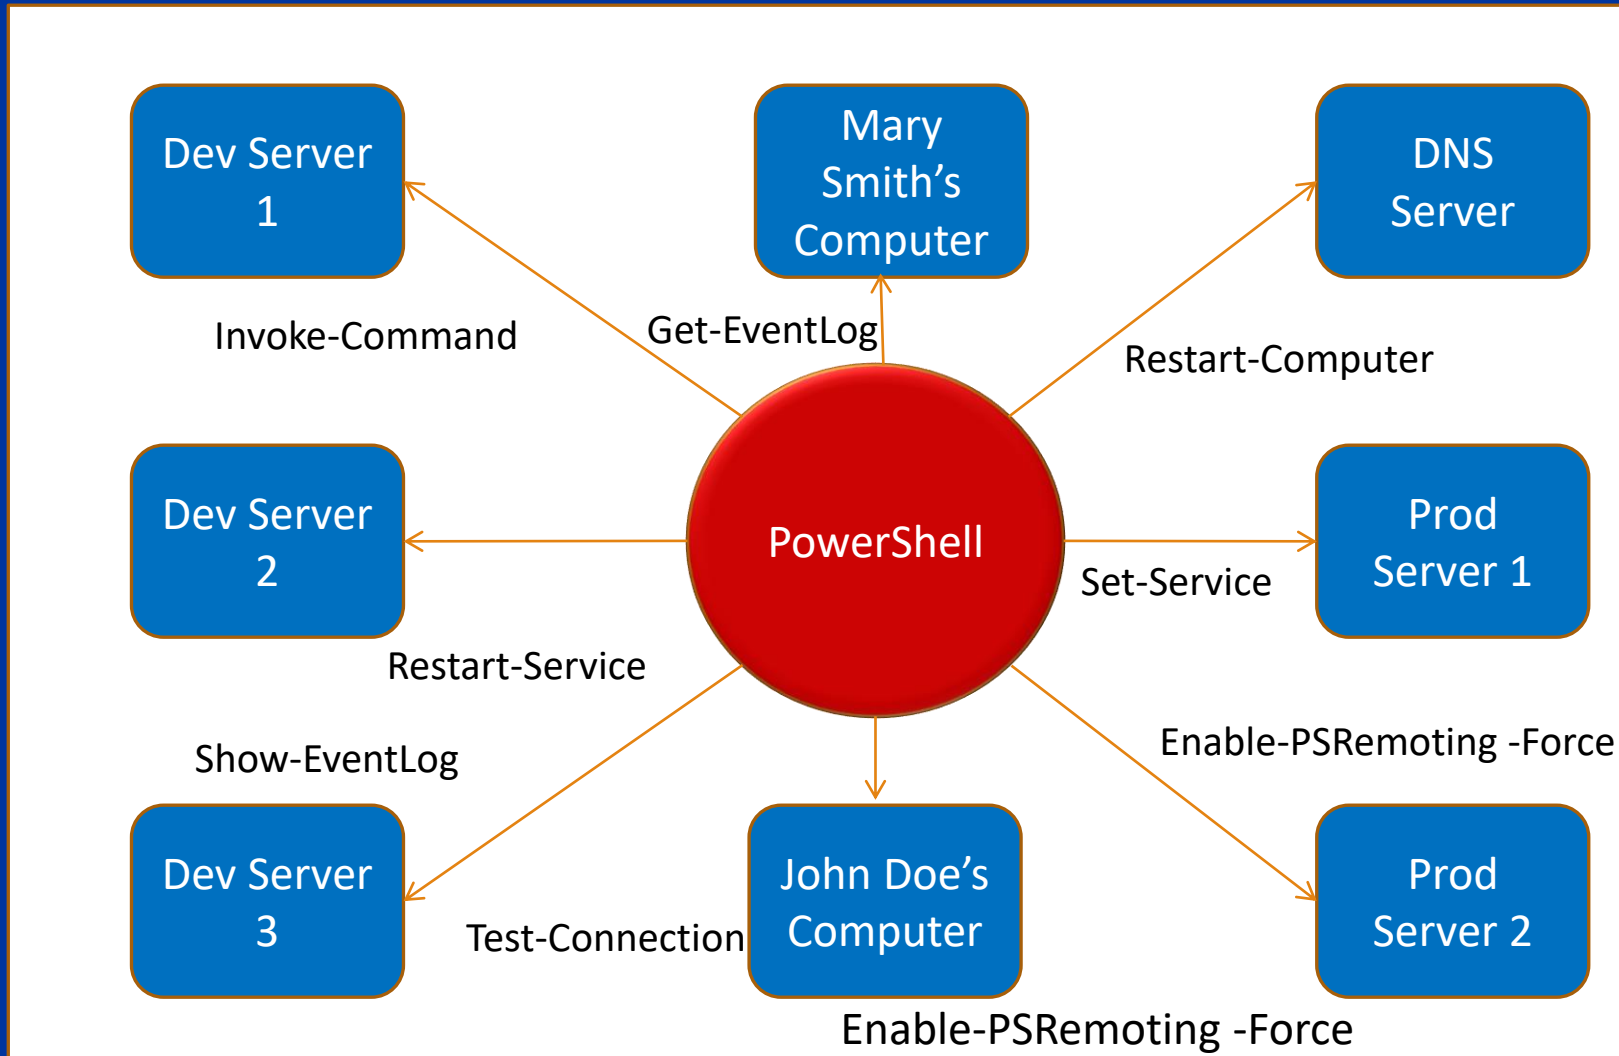 Dev Server
1
Mary
Smith’s
Computer
DNS
Server
Invoke-Command
Get-EventLog
Restart-Computer
Dev Server
2
PowerShell
Prod
Server 1
Set-Service
Restart-Service
Show-EventLog
Enable-PSRemoting -Force
Dev Server
3
Test-Connection
John Doe’s
Computer
Prod
Server 2
Enable-PSRemoting -Force